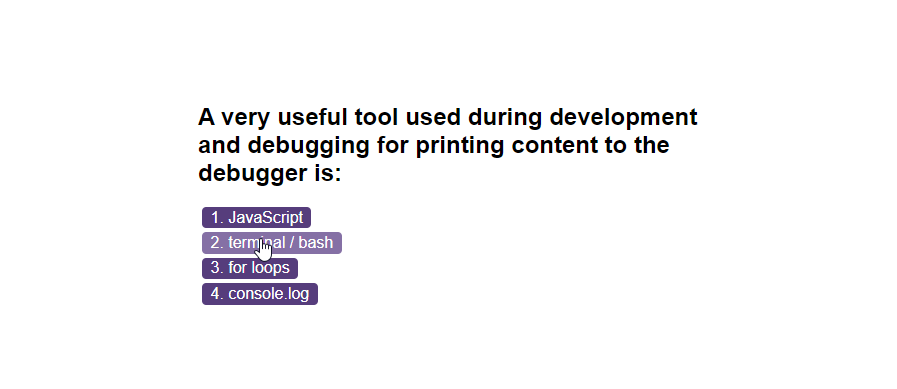 A very useful tool used during development
and debugging for printing content to the
debugger is:
1. JavaScript
2. terminal / bash
3. for loops
4. console.log